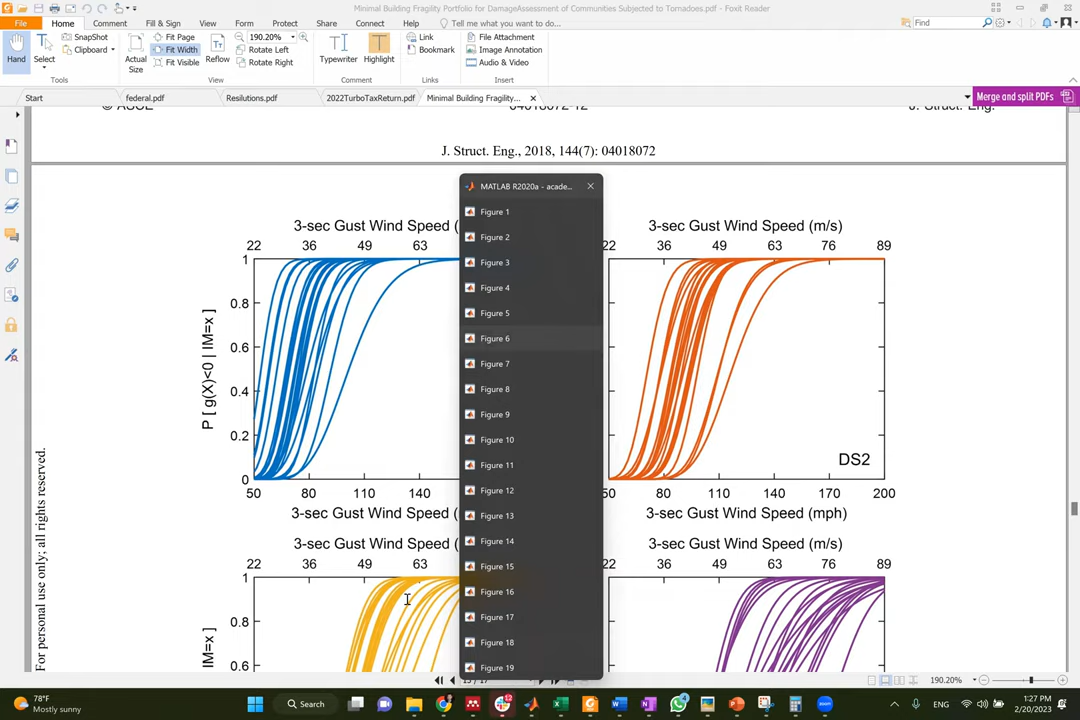 Minimal Building Fragility Portfolio for DamageAssessment of Communities Subjected to Tornadoes.pdf - Foxit Reader
File Home Comment Fill & Sign View Form Protect Share Connect Help Tell me what you want to do... Find
Hand Select SnapShot Clipboard
Actual Size Fit Page Fit Width Fit Visible Reflow 190.20% Rotate Left Rotate Right
Typewriter Highlight Link Bookmark File Attachment Image Annotation Audio & Video
Tools View Comment Links Insert
Start federal.pdf Resilutions.pdf 2022TurboTaxReturn.pdf Minimal Building Fragility... Merge and split PDFs
© ASCE 04018072-12 J. Struct. Eng.
J. Struct. Eng., 2018, 144(7): 04018072
MATLAB R2020a - acade...
Figure 1
Figure 2
Figure 3
Figure 4
Figure 5
Figure 6
Figure 7
Figure 8
Figure 9
Figure 10
Figure 11
Figure 12
Figure 13
Figure 14
Figure 15
Figure 16
Figure 17
Figure 18
Figure 19
3-sec Gust Wind Speed (
22 36 49 63
1
0.8
0.6
0.4
0.2
0
P [ g(X)<0 | IM=x ]
50 80 110 140
3-sec Gust Wind Speed (
3-sec Gust Wind Speed (m/s)
22 36 49 63 76 89
DS2
50 80 110 140 170 200
3-sec Gust Wind Speed (mph)
3-sec Gust Wind Speed (
22 36 49 63
1
0.8
0.6
IM=x ]
3-sec Gust Wind Speed (m/s)
22 36 49 63 76 89
For personal use only; all rights reserved.
190.20%
78°F
Mostly sunny
Search
12
ENG
1:27 PM
2/20/2023